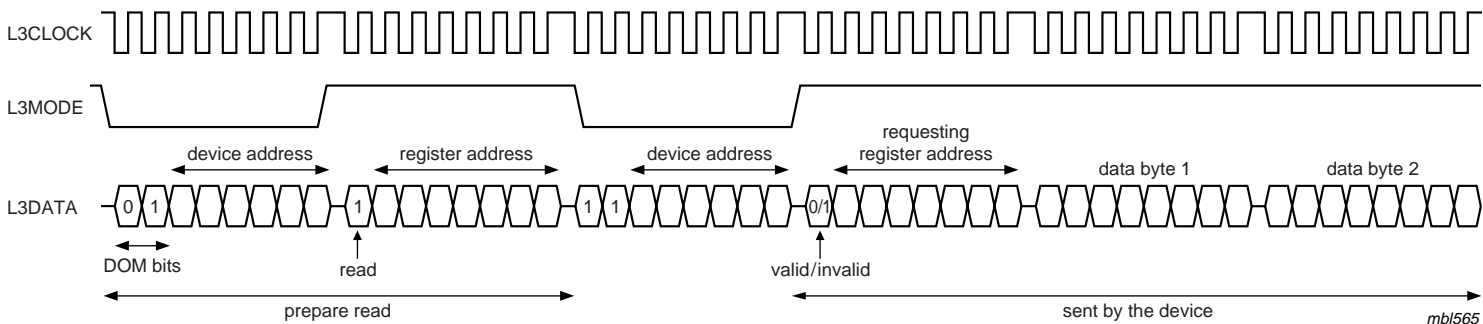 L3CLOCK
L3MODE
requesting
device address register address device address register address
data byte 1 data byte 2
L3DATA 0 1 1 1 1 0/1
DOM bits read valid/invalid
prepare read sent by the device
mbl565